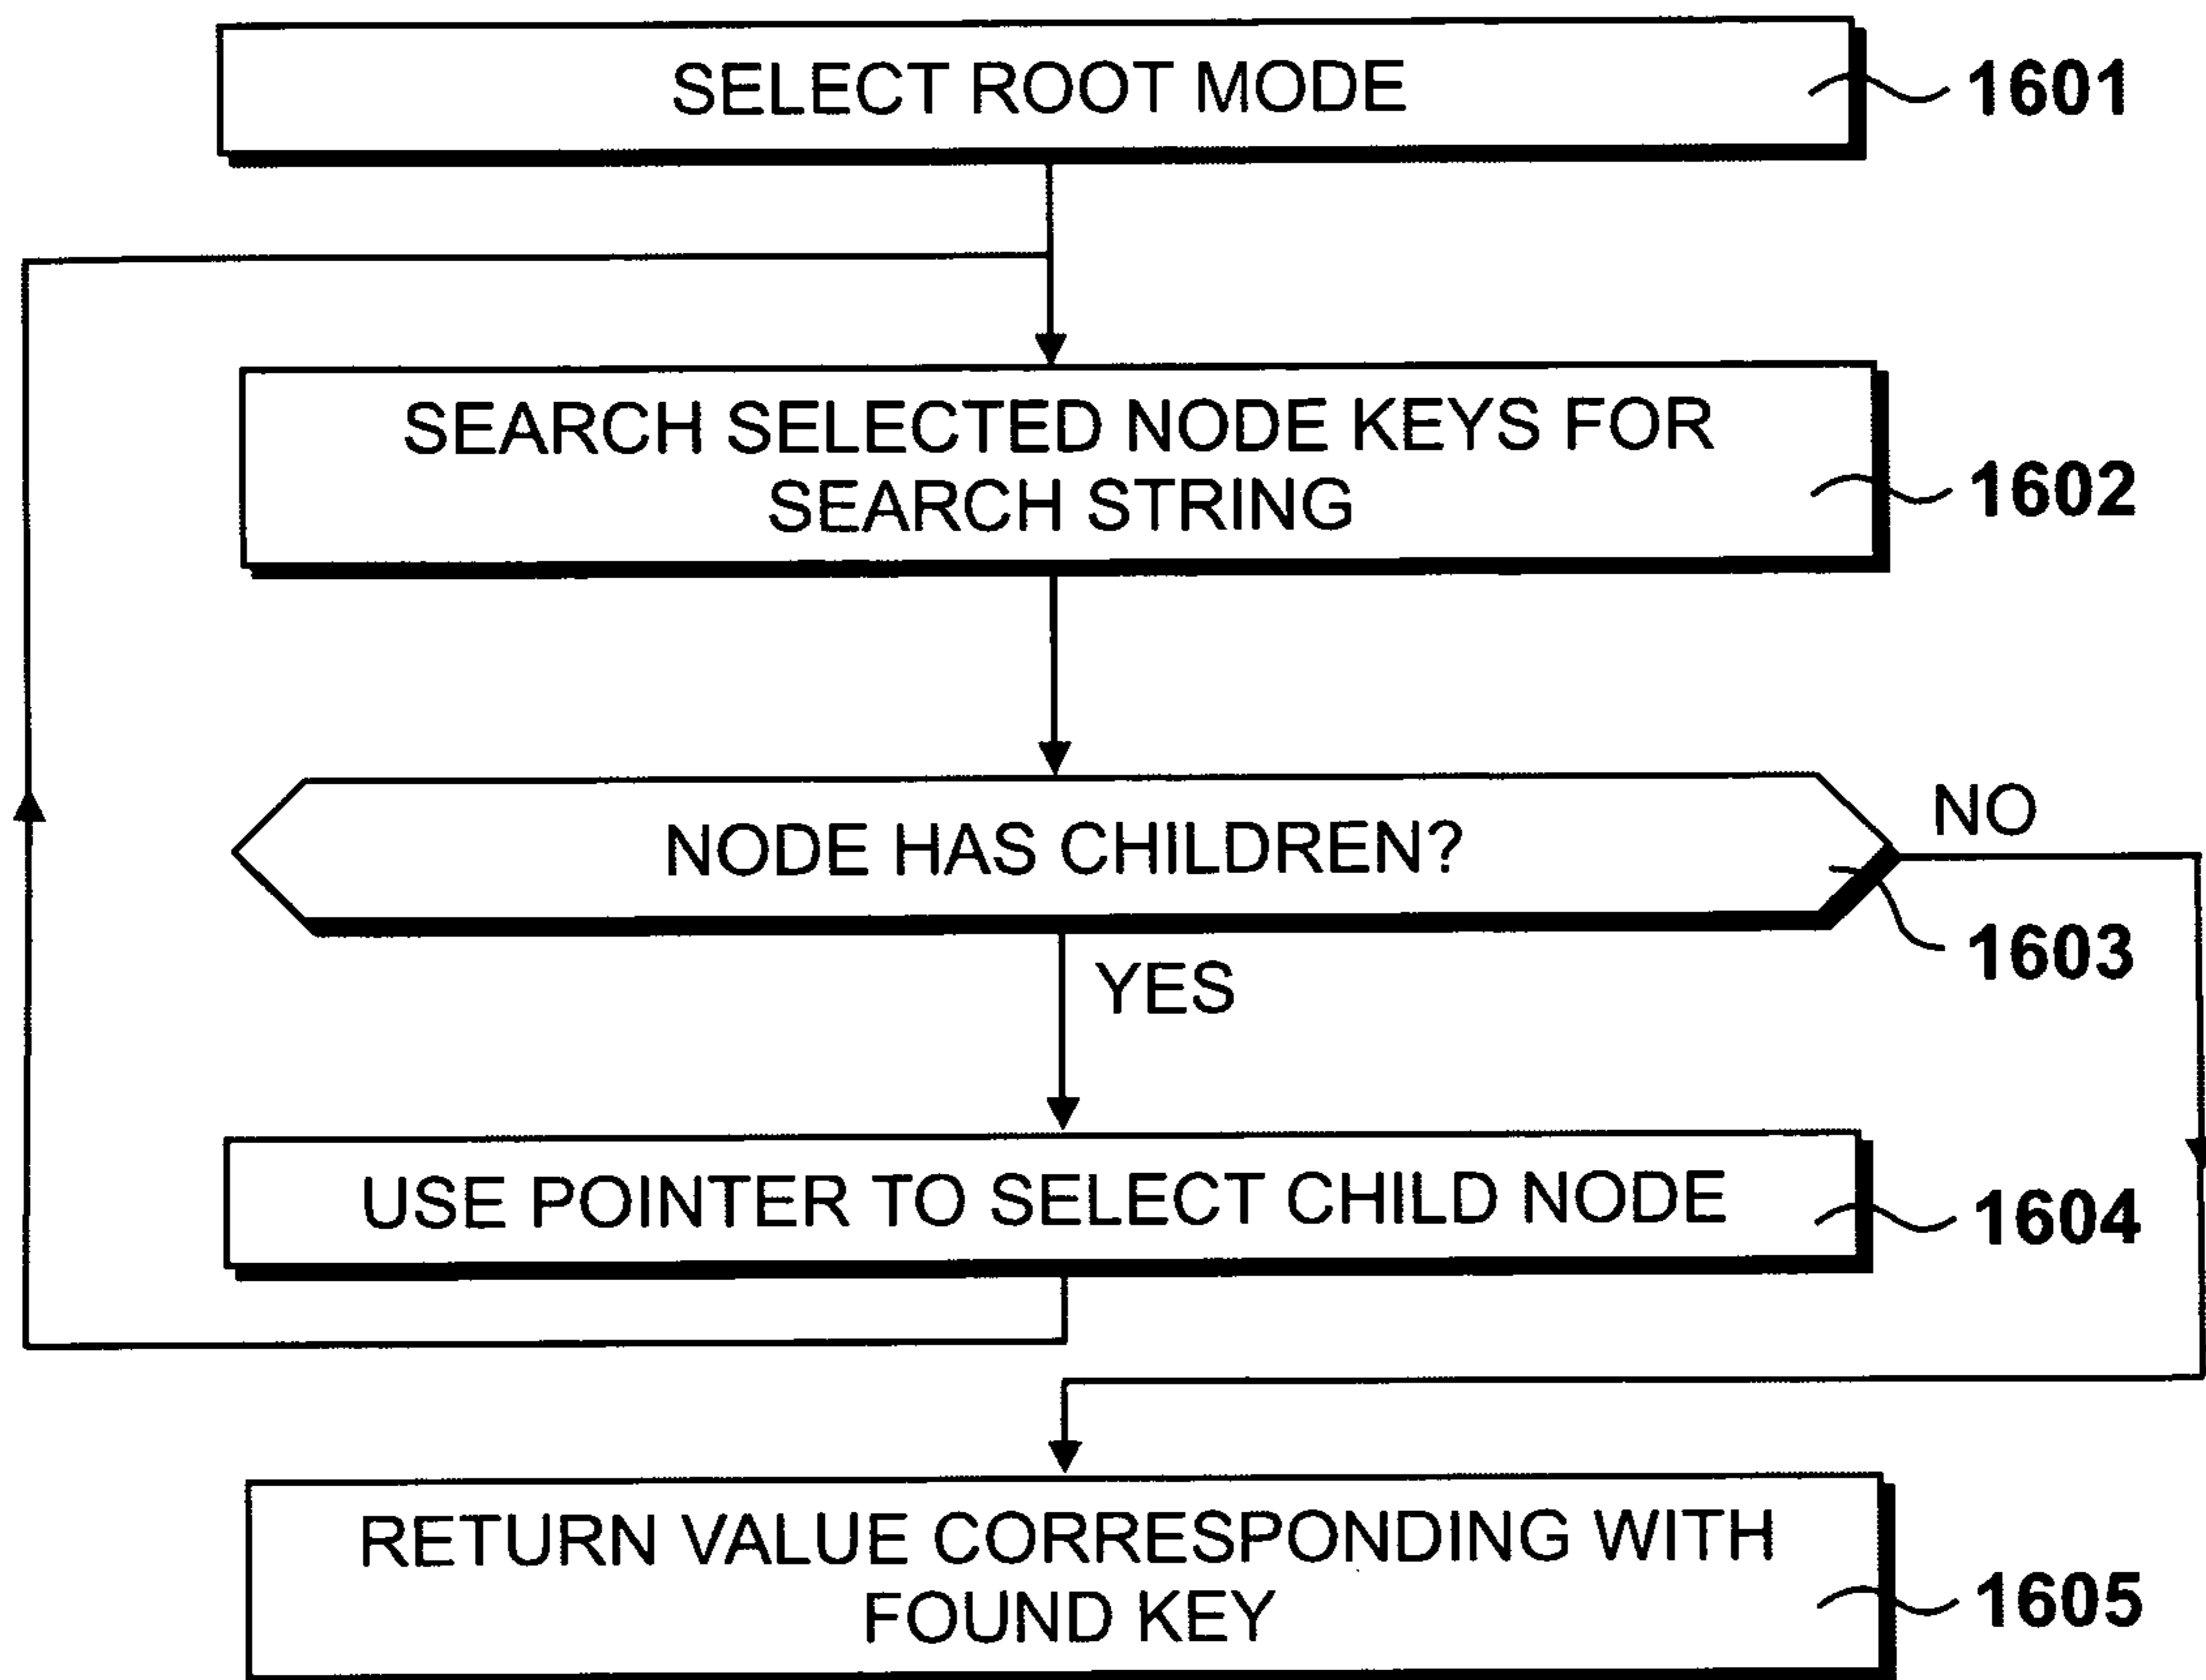 SELECT ROOT MODE
1601
SEARCH SELECTED NODE KEYS FOR
SEARCH STRING
1602
NODE HAS CHILDREN?
NO
1603
YES
USE POINTER TO SELECT CHILD NODE
1604
RETURN VALUE CORRESPONDING WITH
FOUND KEY
1605